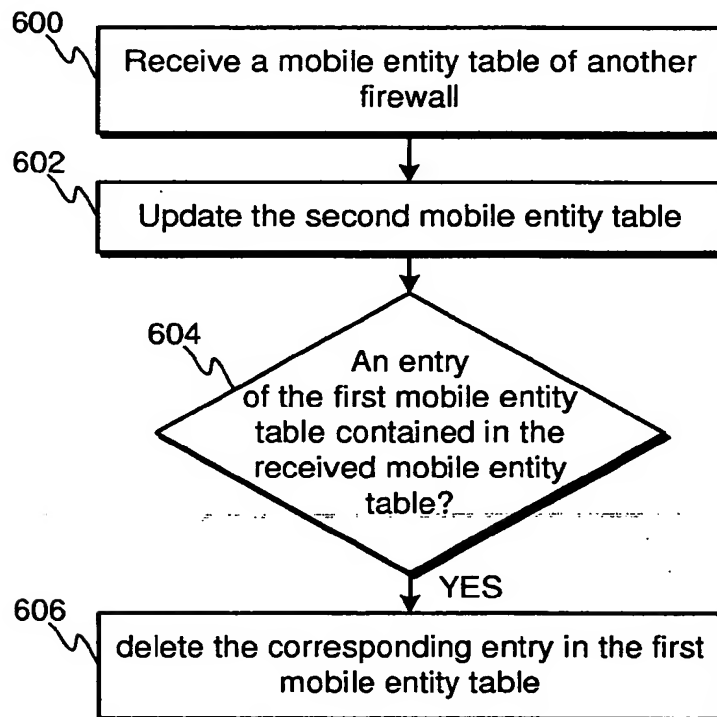 600
Receive a mobile entity table of another
firewall
602
Update the second mobile entity table
604
An entry
of the first mobile entity
table contained in the
received mobile entity
table?
YES
606
delete the corresponding entry in the first
mobile entity table